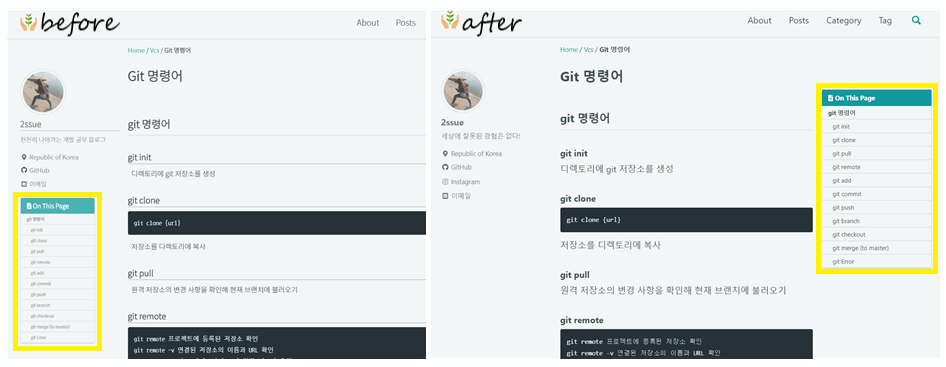 before
About Posts
Home / Vcs / Git 명령어
Git 명령어
2ssue
천천히 나아가는 개발 공부 블로그
Republic of Korea
GitHub
이메일
On This Page
git 명령어
git init
git clone
git pull
git remote
git add
git commit
git push
git branch
git checkout
git merge (to master)
git Error
git 명령어
git init
디렉토리에 git 저장소를 생성
git clone
git clone {url}
저장소를 디렉토리에 복사
git pull
원격 저장소의 변경 사항을 확인해 현재 브랜치에 불러오기
git remote
git remote 프로젝트에 등록된 저장소 확인
git remote -v 연결된 저장소의 이름과 URL 확인
after
About Posts Category Tag
Home / Vcs / Git 명령어
Git 명령어
2ssue
세상에 잘못된 경험은 없다!
Republic of Korea
GitHub
Instagram
이메일
git 명령어
git init
디렉토리에 git 저장소를 생성
git clone
git clone {url}
저장소를 디렉토리에 복사
git pull
원격 저장소의 변경 사항을 확인해 현재 브랜치에 불러오기
git remote
git remote 프로젝트에 등록된 저장소 확인
git remote -v 연결된 저장소의 이름과 URL 확인
On This Page
git 명령어
git init
git clone
git pull
git remote
git add
git commit
git push
git branch
git checkout
git merge (to master)
git Error